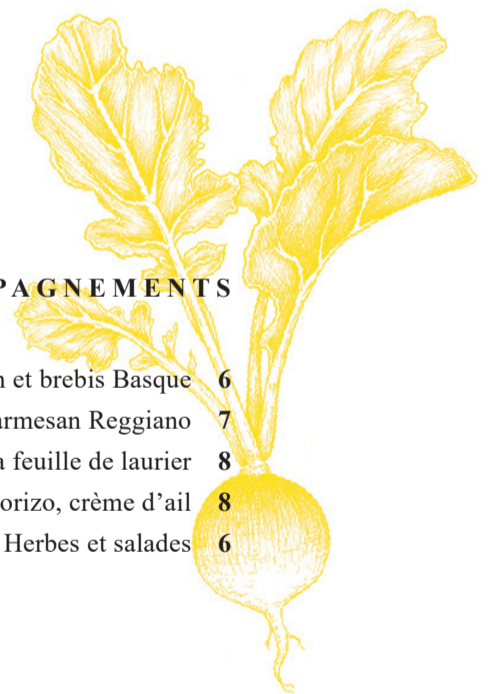 PAGNEMENTS
n et brebis Basque 6
armesan Reggiano 7
a feuille de laurier 8
orizo, crème d’ail 8
Herbes et salades 6